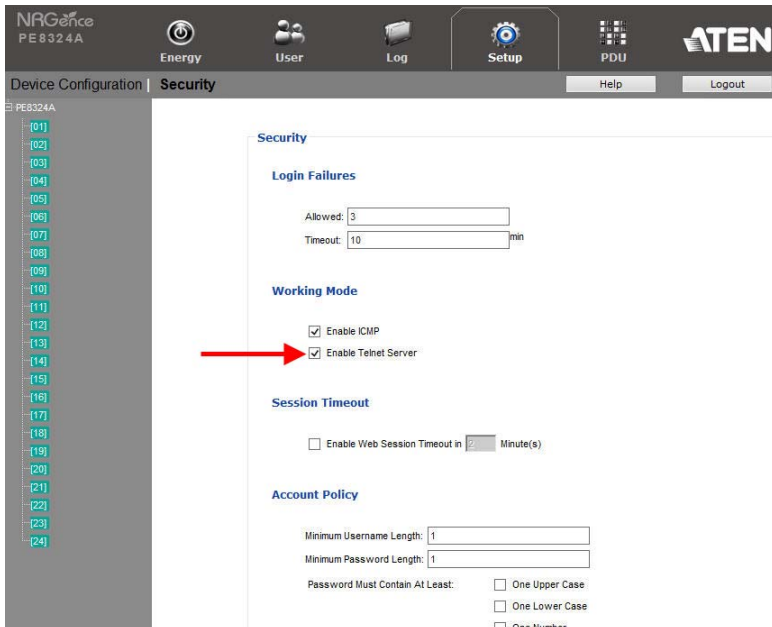 NRGence
PE8324A
Energy
User
Log
Setup
PDU
ATEN
Device Configuration | Security
Help
Logout
PE8324A
[01]
[02]
[03]
[04]
[05]
[06]
[07]
[08]
[09]
[10]
[11]
[12]
[13]
[14]
[15]
[16]
[17]
[18]
[19]
[20]
[21]
[22]
[23]
[24]
Security
Login Failures
Allowed: 3
Timeout: 10 min
Working Mode
Enable ICMP
Enable Telnet Server
Session Timeout
Enable Web Session Timeout in 2 Minute(s)
Account Policy
Minimum Username Length: 1
Minimum Password Length: 1
Password Must Contain At Least: One Upper Case
One Lower Case
One Number